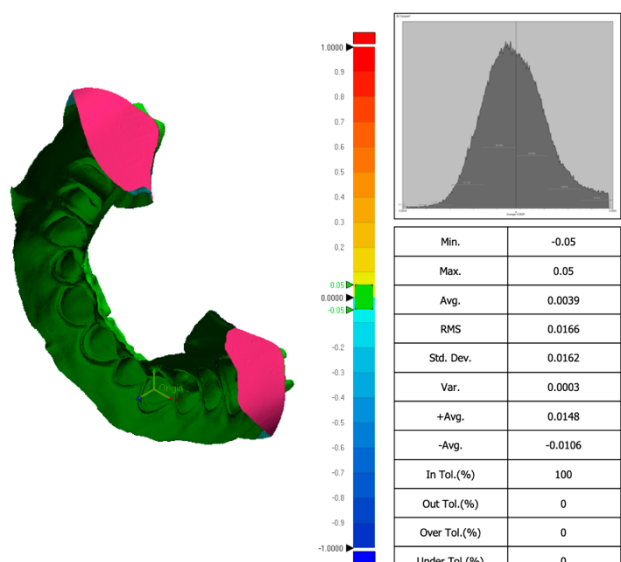 1.0000
0.9
0.8
0.7
0.6
0.5
0.4
0.3
0.2
0.05
0.0000
-0.05
-0.2
-0.3
-0.4
-0.5
-0.6
-0.7
-0.8
-0.9
-1.0000
Origin
Min. -0.05
Max. 0.05
Avg. 0.0039
RMS 0.0166
Std. Dev. 0.0162
Var. 0.0003
+Avg. 0.0148
-Avg. -0.0106
In Tol.(%) 100
Out Tol.(%) 0
Over Tol.(%) 0
Under Tol.(%) 0